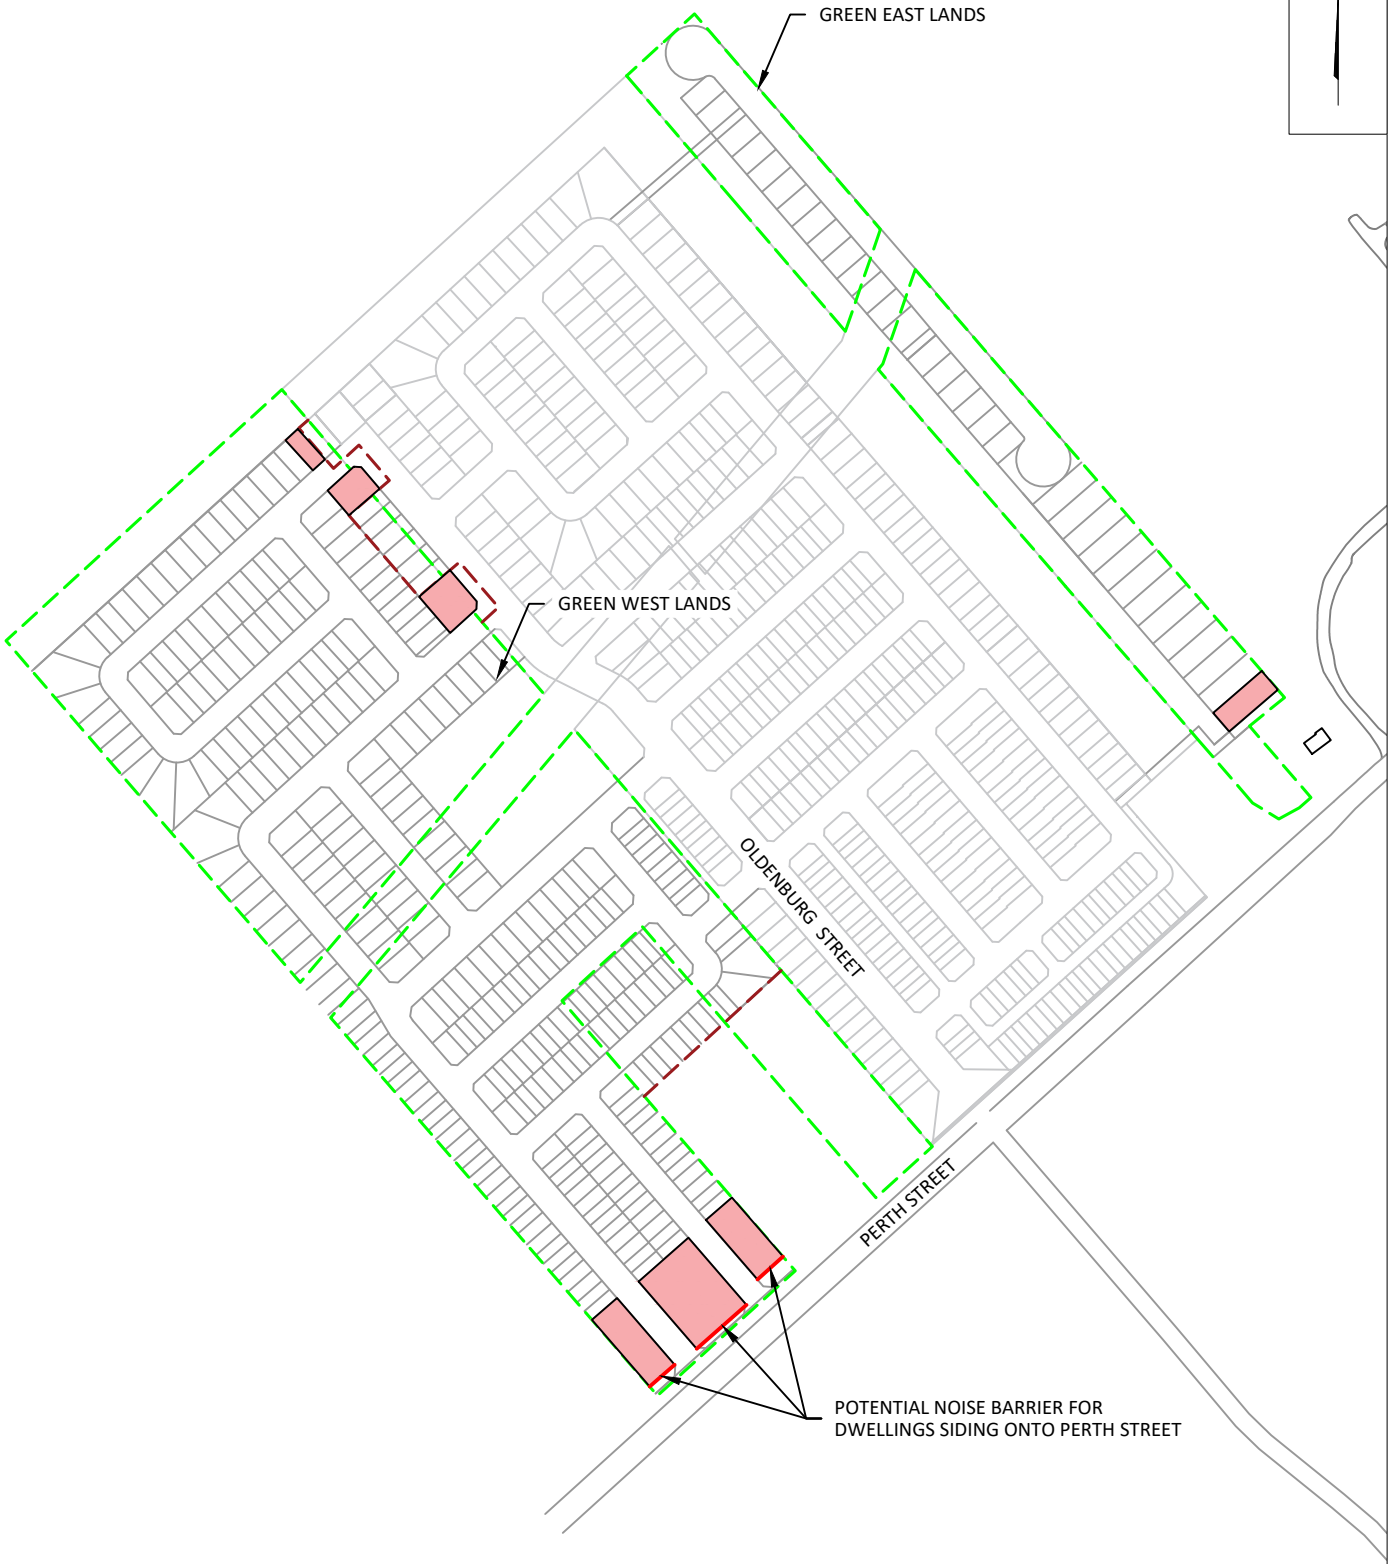 GREEN EAST LANDS
GREEN WEST LANDS
OLDENBURG STREET
PERTH STREET
POTENTIAL NOISE BARRIER FOR
DWELLINGS SIDING ONTO PERTH STREET